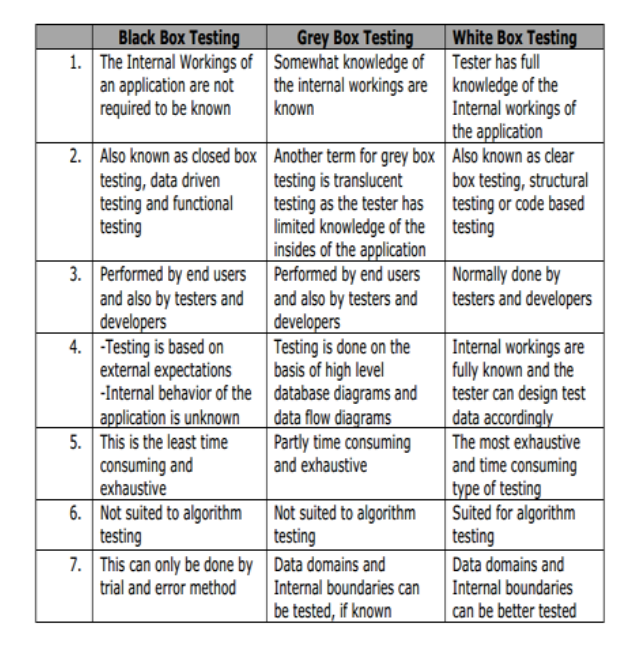 Black Box Testing Grey Box Testing White Box Testing
1. The Internal Workings of
an application are not
required to be known
Somewhat knowledge of
the internal workings are
known
Tester has full
knowledge of the
Internal workings of
the application
2. Also known as closed box
testing, data driven
testing and functional
testing
Another term for grey box
testing is translucent
testing as the tester has
limited knowledge of the
insides of the application
Also known as clear
box testing, structural
testing or code based
testing
3. Performed by end users
and also by testers and
developers
Performed by end users
and also by testers and
developers
Normally done by
testers and developers
4. -Testing is based on
external expectations
-Internal behavior of the
application is unknown
Testing is done on the
basis of high level
database diagrams and
data flow diagrams
Internal workings are
fully known and the
tester can design test
data accordingly
5. This is the least time
consuming and
exhaustive
Partly time consuming
and exhaustive
The most exhaustive
and time consuming
type of testing
6. Not suited to algorithm
testing
Not suited to algorithm
testing
Suited for algorithm
testing
7. This can only be done by
trial and error method
Data domains and
Internal boundaries can
be tested, if known
Data domains and
Internal boundaries
can be better tested